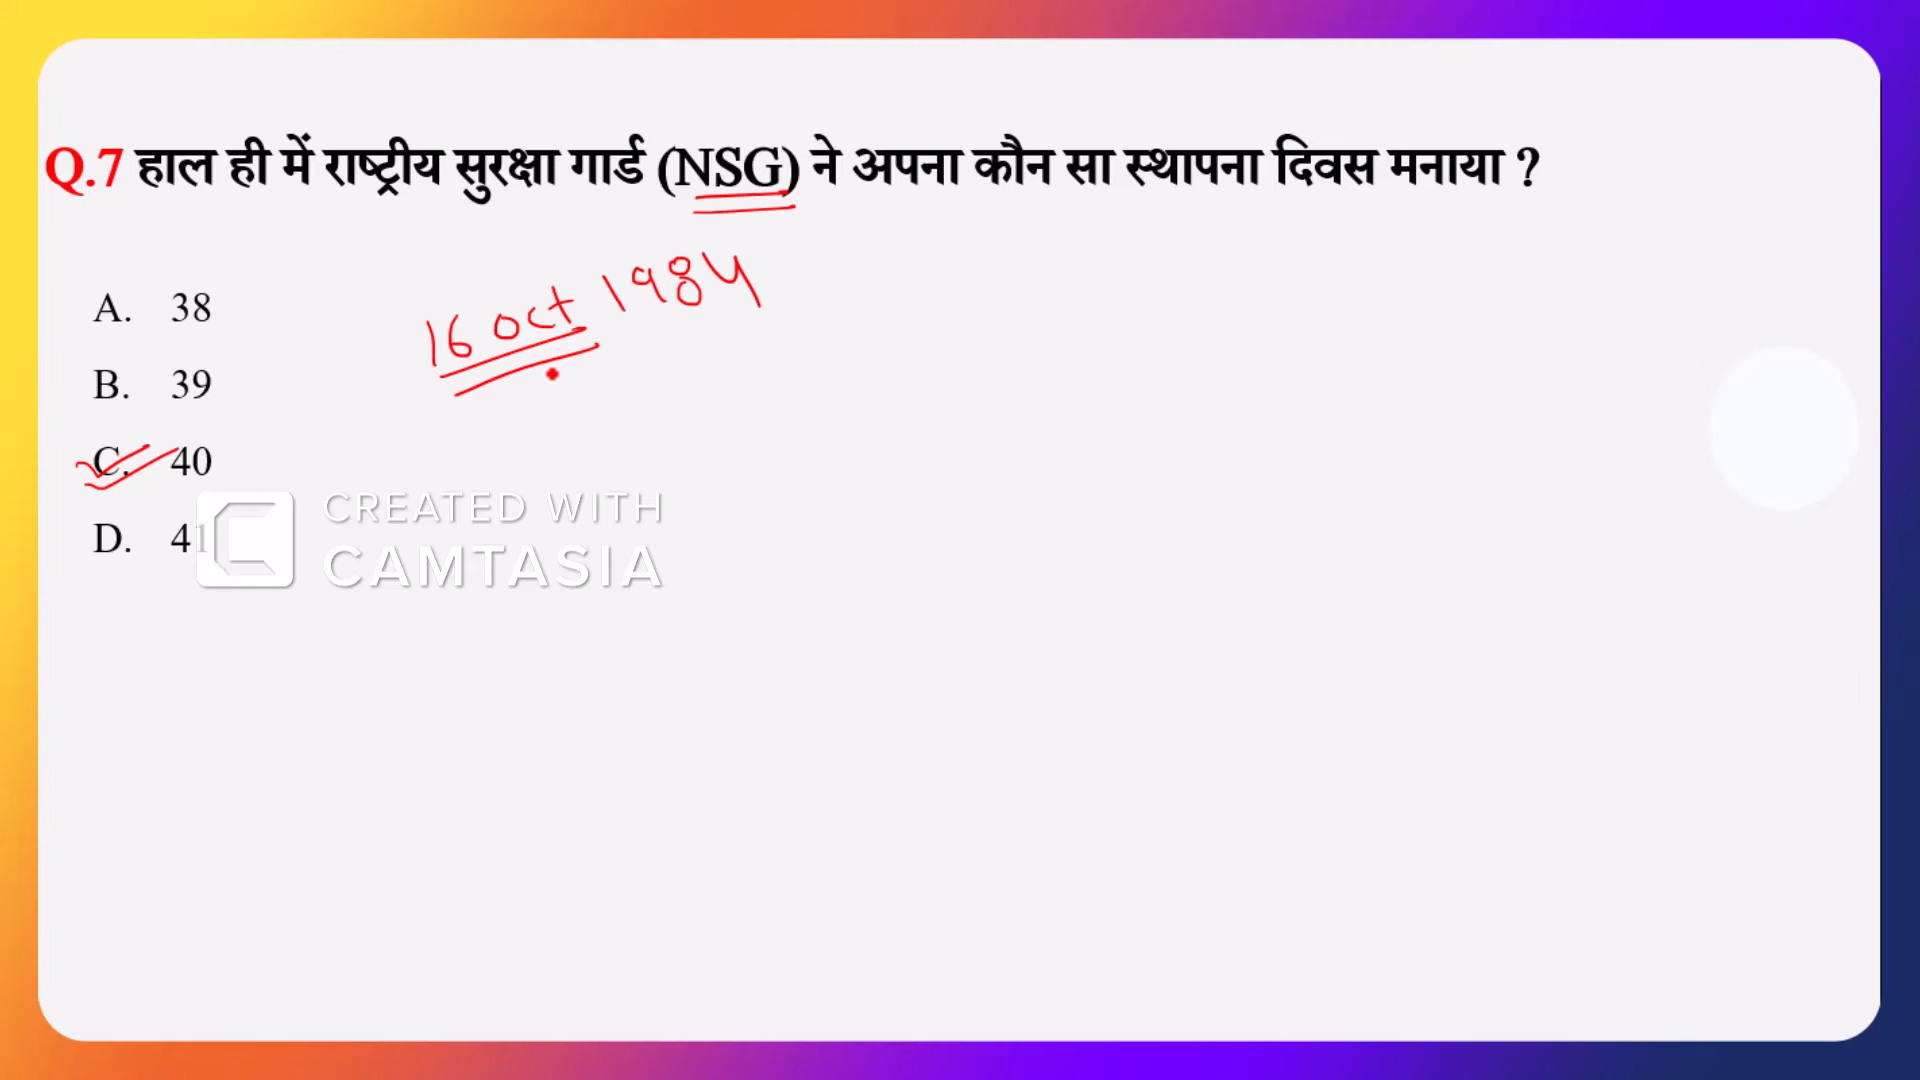 Q.7 हाल ही में राष्ट्रीय सुरक्षा गार्ड (NSG) ने अपना कौन सा स्थापना दिवस मनाया ?
16 oct 1984
A. 38
B. 39
C. 40
D. 41
CREATED WITH
CAMTASIA